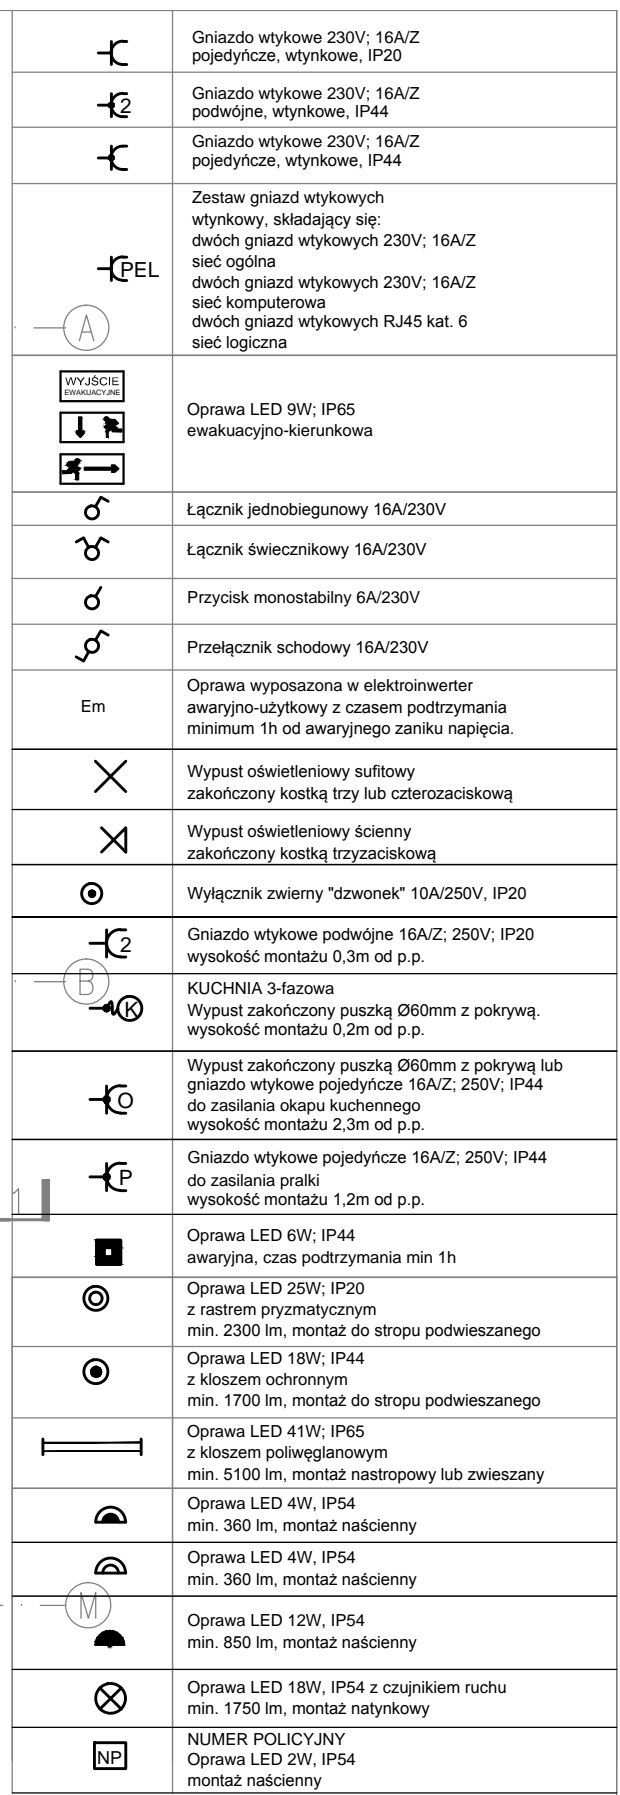 Gniazdo wtykowe 230V; 16A/Z
pojedyńcze, wtynkowe, IP20
2
Gniazdo wtykowe 230V; 16A/Z
podwójne, wtynkowe, IP44
Gniazdo wtykowe 230V; 16A/Z
pojedyńcze, wtynkowe, IP44
PEL
Zestaw gniazd wtykowych
wtynkowy, składający się:
dwóch gniazd wtykowych 230V; 16A/Z
sieć ogólna
dwóch gniazd wtykowych 230V; 16A/Z
sieć komputerowa
dwóch gniazd wtykowych RJ45 kat. 6
sieć logiczna
A
WYJŚCIE
EWAKUACYJNE
Oprawa LED 9W; IP65
ewakuacyjno-kierunkowa
Łącznik jednobiegunowy 16A/230V
Łącznik świecznikowy 16A/230V
Przycisk monostabilny 6A/230V
Przełącznik schodowy 16A/230V
Em
Oprawa wyposazona w elektroinwerter
awaryjno-użytkowy z czasem podtrzymania
minimum 1h od awaryjnego zaniku napięcia.
Wypust oświetleniowy sufitowy
zakończony kostką trzy lub czterozaciskową
Wypust oświetleniowy ścienny
zakończony kostką trzyzaciskową
Wyłącznik zwierny "dzwonek" 10A/250V, IP20
2
Gniazdo wtykowe podwójne 16A/Z; 250V; IP20
wysokość montażu 0,3m od p.p.
B
K
KUCHNIA 3-fazowa
Wypust zakończony puszką Ø60mm z pokrywą.
wysokość montażu 0,2m od p.p.
O
Wypust zakończony puszką Ø60mm z pokrywą lub
gniazdo wtykowe pojedyńcze 16A/Z; 250V; IP44
do zasilania okapu kuchennego
wysokość montażu 2,3m od p.p.
P
Gniazdo wtykowe pojedyńcze 16A/Z; 250V; IP44
do zasilania pralki
wysokość montażu 1,2m od p.p.
1
Oprawa LED 6W; IP44
awaryjna, czas podtrzymania min 1h
Oprawa LED 25W; IP20
z rastrem pryzmatycznym
min. 2300 lm, montaż do stropu podwieszanego
Oprawa LED 18W; IP44
z kloszem ochronnym
min. 1700 lm, montaż do stropu podwieszanego
Oprawa LED 41W; IP65
z kloszem poliwęglanowym
min. 5100 lm, montaż nastropowy lub zwieszany
Oprawa LED 4W, IP54
min. 360 lm, montaż naścienny
Oprawa LED 4W, IP54
min. 360 lm, montaż naścienny
M
Oprawa LED 12W, IP54
min. 850 lm, montaż naścienny
Oprawa LED 18W, IP54 z czujnikiem ruchu
min. 1750 lm, montaż natynkowy
NP
NUMER POLICYJNY
Oprawa LED 2W, IP54
montaż naścienny